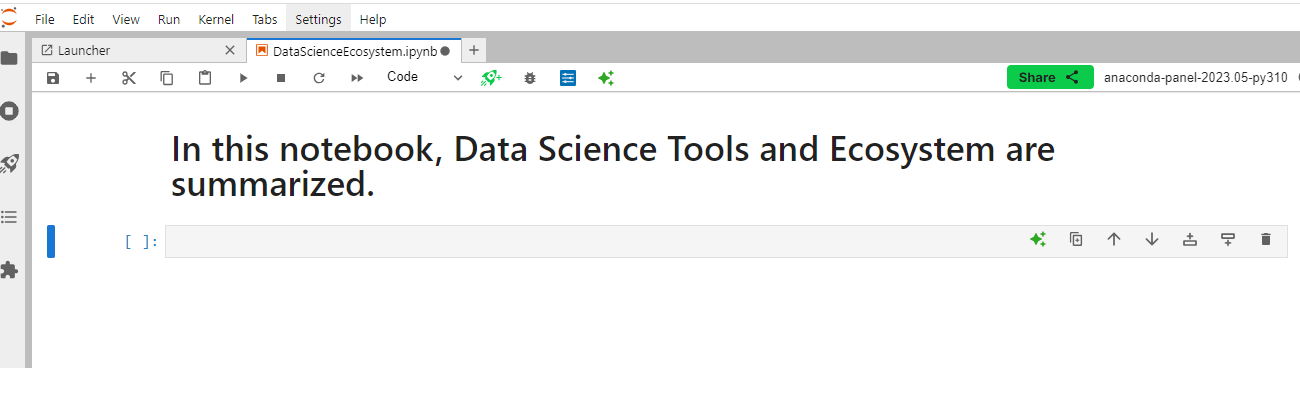 File Edit View Run Kernel Tabs Settings Help
Launcher DataScienceEcosystem.ipynb
Code Share anaconda-panel-2023.05-py310
In this notebook, Data Science Tools and Ecosystem are
summarized.
[ ]: